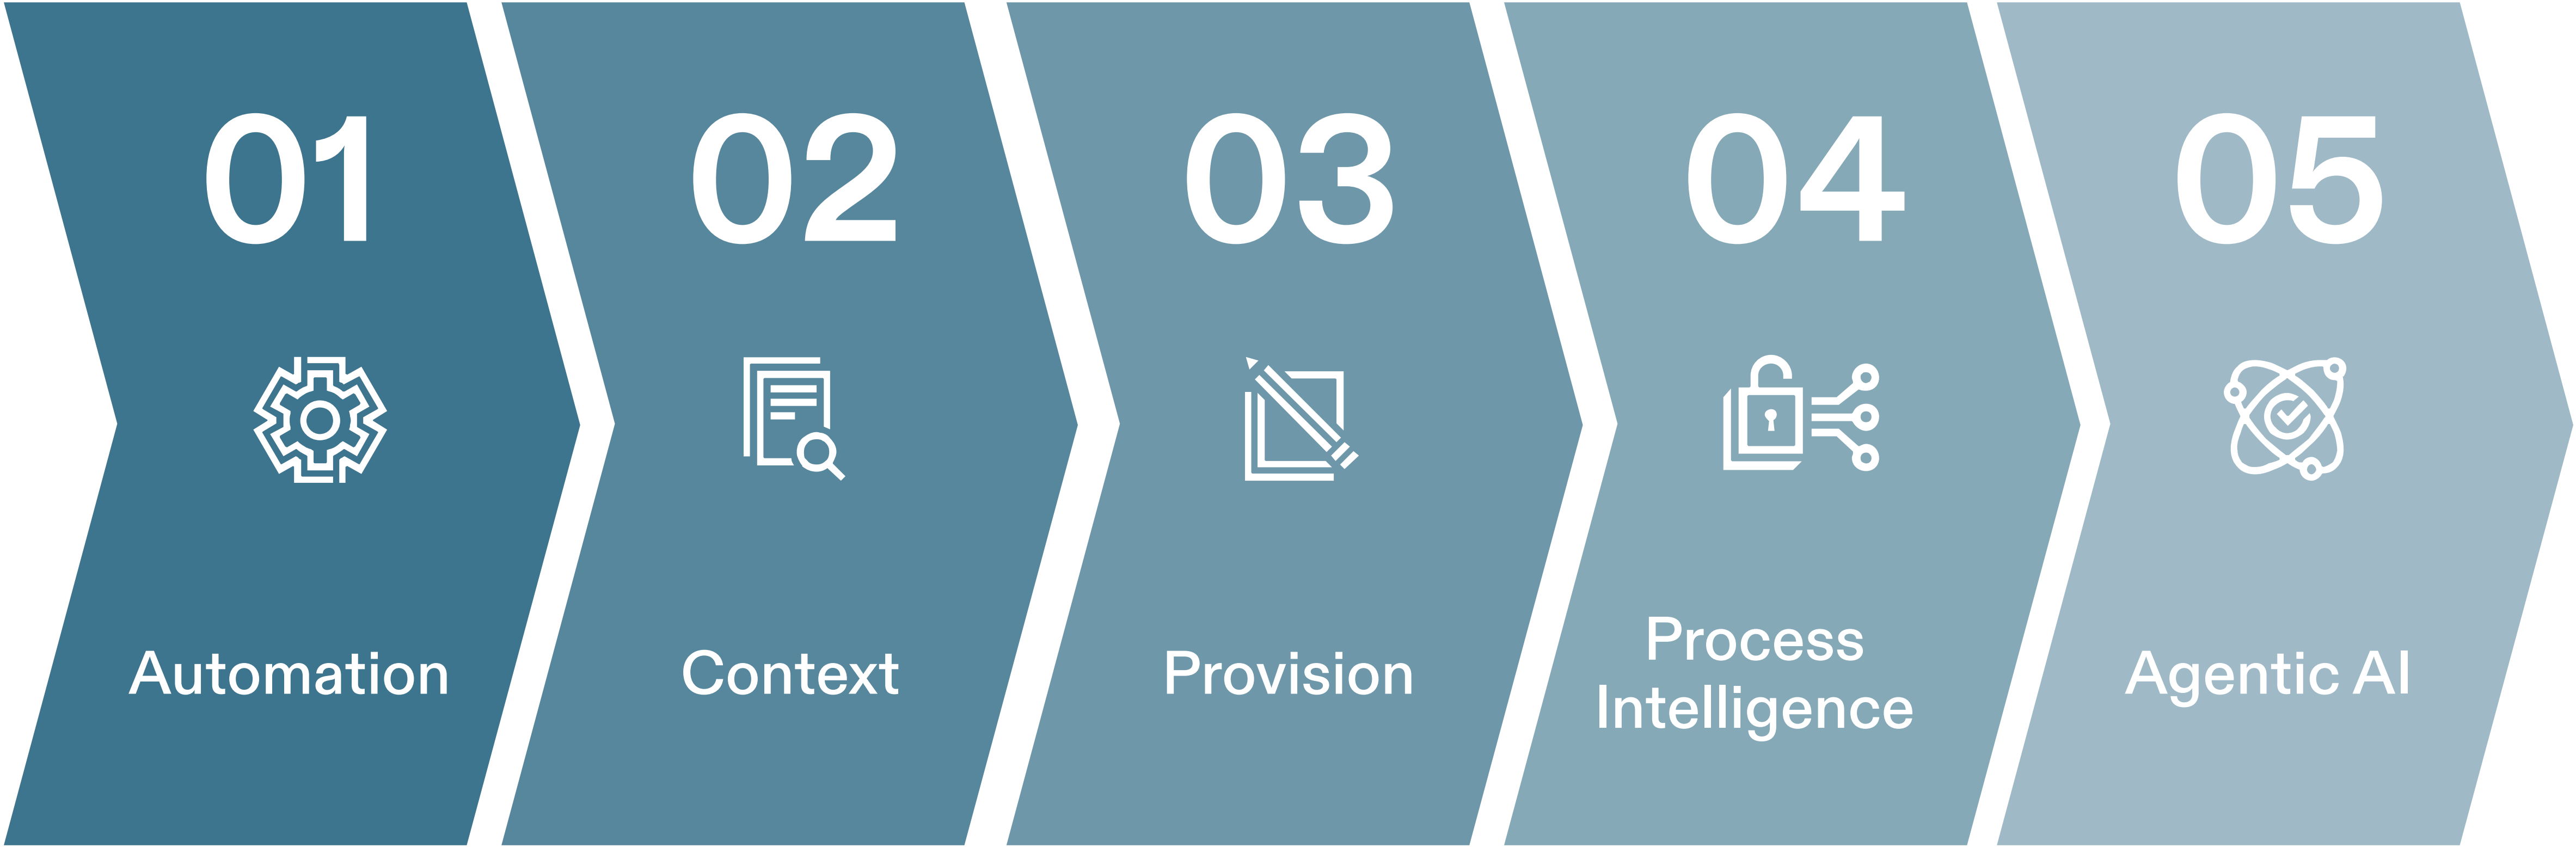 01
Automation
02
Context
03
Provision
04
Process
Intelligence
05
Agentic AI